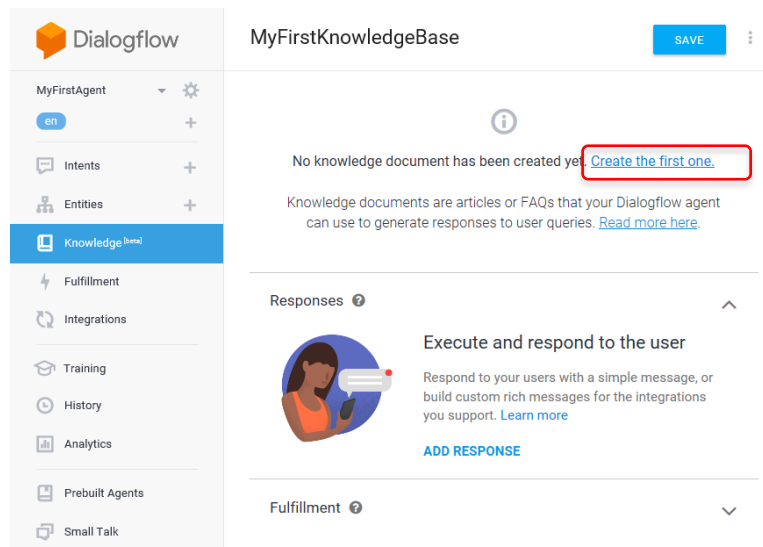 Dialogflow
MyFirstKnowledgeBase
SAVE
MyFirstAgent
en
Intents
Entities
Knowledge [beta]
Fulfillment
Integrations
Training
History
Analytics
Prebuilt Agents
Small Talk
No knowledge document has been created yet. Create the first one.
Knowledge documents are articles or FAQs that your Dialogflow agent
can use to generate responses to user queries. Read more here.
Responses
Execute and respond to the user
Respond to your users with a simple message, or
build custom rich messages for the integrations
you support. Learn more
ADD RESPONSE
Fulfillment